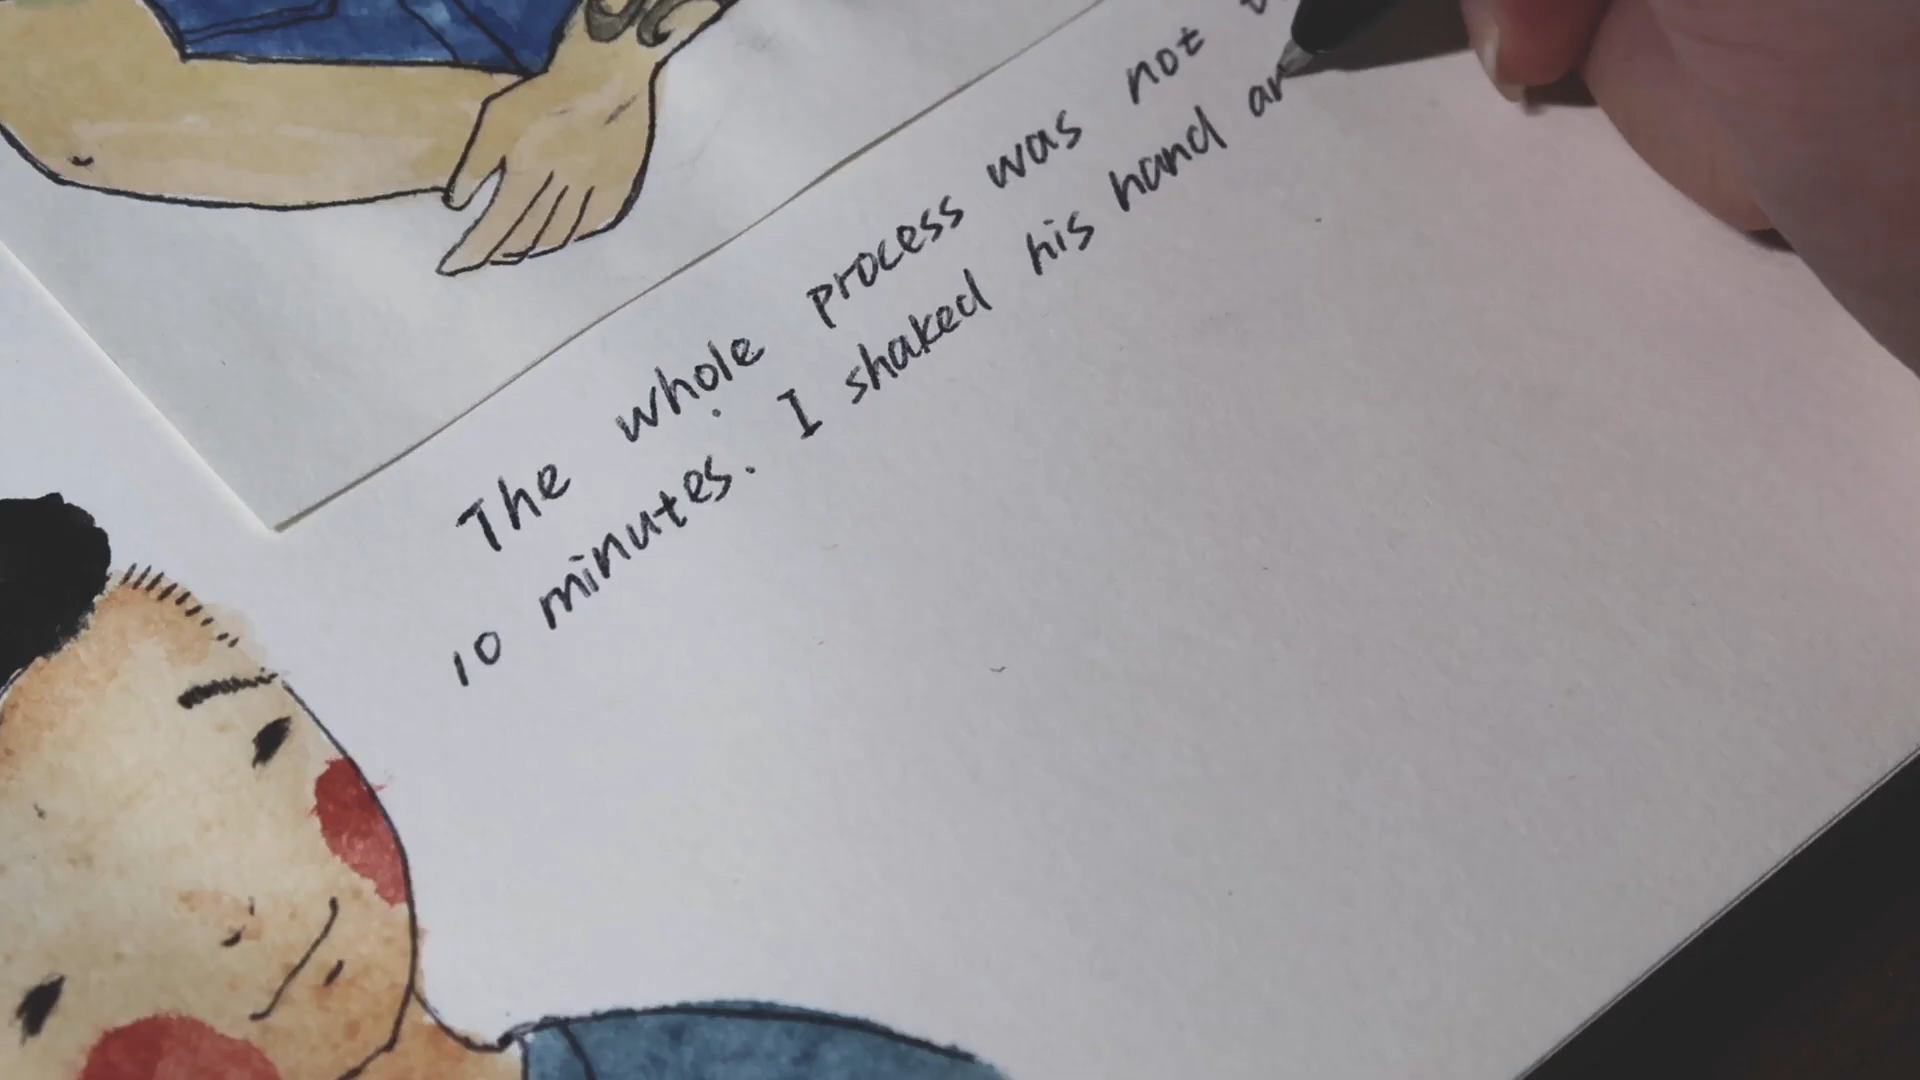 The whole process was not
10 minutes. I shaked his hand